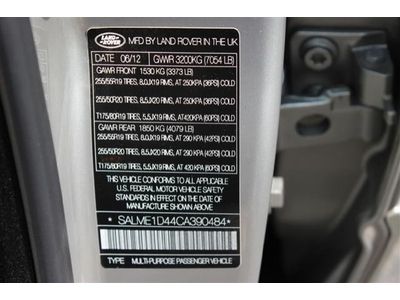 LAND
ROVER
MFD BY LAND ROVER IN THE UK
DATE 06/12 GVWR 3200KG (7054 LB)
GAWR FRONT 1530 KG (3373 LB)
255/55R19 TIRES, 8.0JX19 RIMS, AT 250KPA (36PSI) COLD
255/50R20 TIRES, 8.5JX20 RIMS, AT 250KPA (36PSI) COLD
T175/80R19 TIRES, 5.5JX19 RIMS, AT420KPA (60PSI) COLD
GAWR REAR 1850 KG (4079 LB)
255/55R19 TIRES, 8.0JX19 RIMS, AT 290 KPA (42PSI) COLD
255/50R20 TIRES, 8.5JX20 RIMS, AT 290 KPA (42PSI) COLD
T175/80R19 TIRES, 5.5JX19 RIMS, AT 420 KPA (60PSI) COLD
THIS VEHICLE CONFORMS TO ALL APPLICABLE
U.S. FEDERAL MOTOR VEHICLE SAFETY
STANDARDS IN EFFECT ON THE DATE OF
MANUFACTURE SHOWN ABOVE
* SALME1D44CA390484 *
TYPE MULTI-PURPOSE PASSENGER VEHICLE